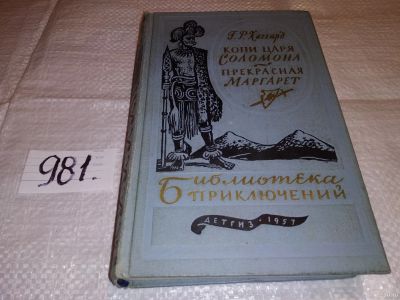 Г. Р. Хаггард
КОПИ ЦАРЯ
СОЛОМОНА
ПРЕКРАСНАЯ
МАРГАРЕТ
981.
БИБЛИОТЕКА
ПРИКЛЮЧЕНИЙ
ДЕТГИЗ • 1957